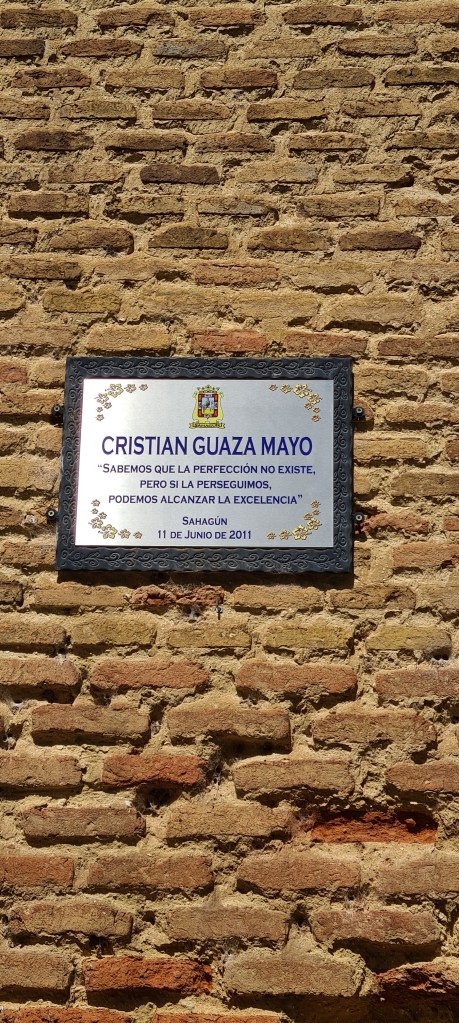 CRISTIAN GUAZA MAYO
“SABEMOS QUE LA PERFECCIÓN NO EXISTE,
PERO SI LA PERSEGUIMOS,
PODEMOS ALCANZAR LA EXCELENCIA”
SAHAGÚN
11 DE JUNIO DE 2011